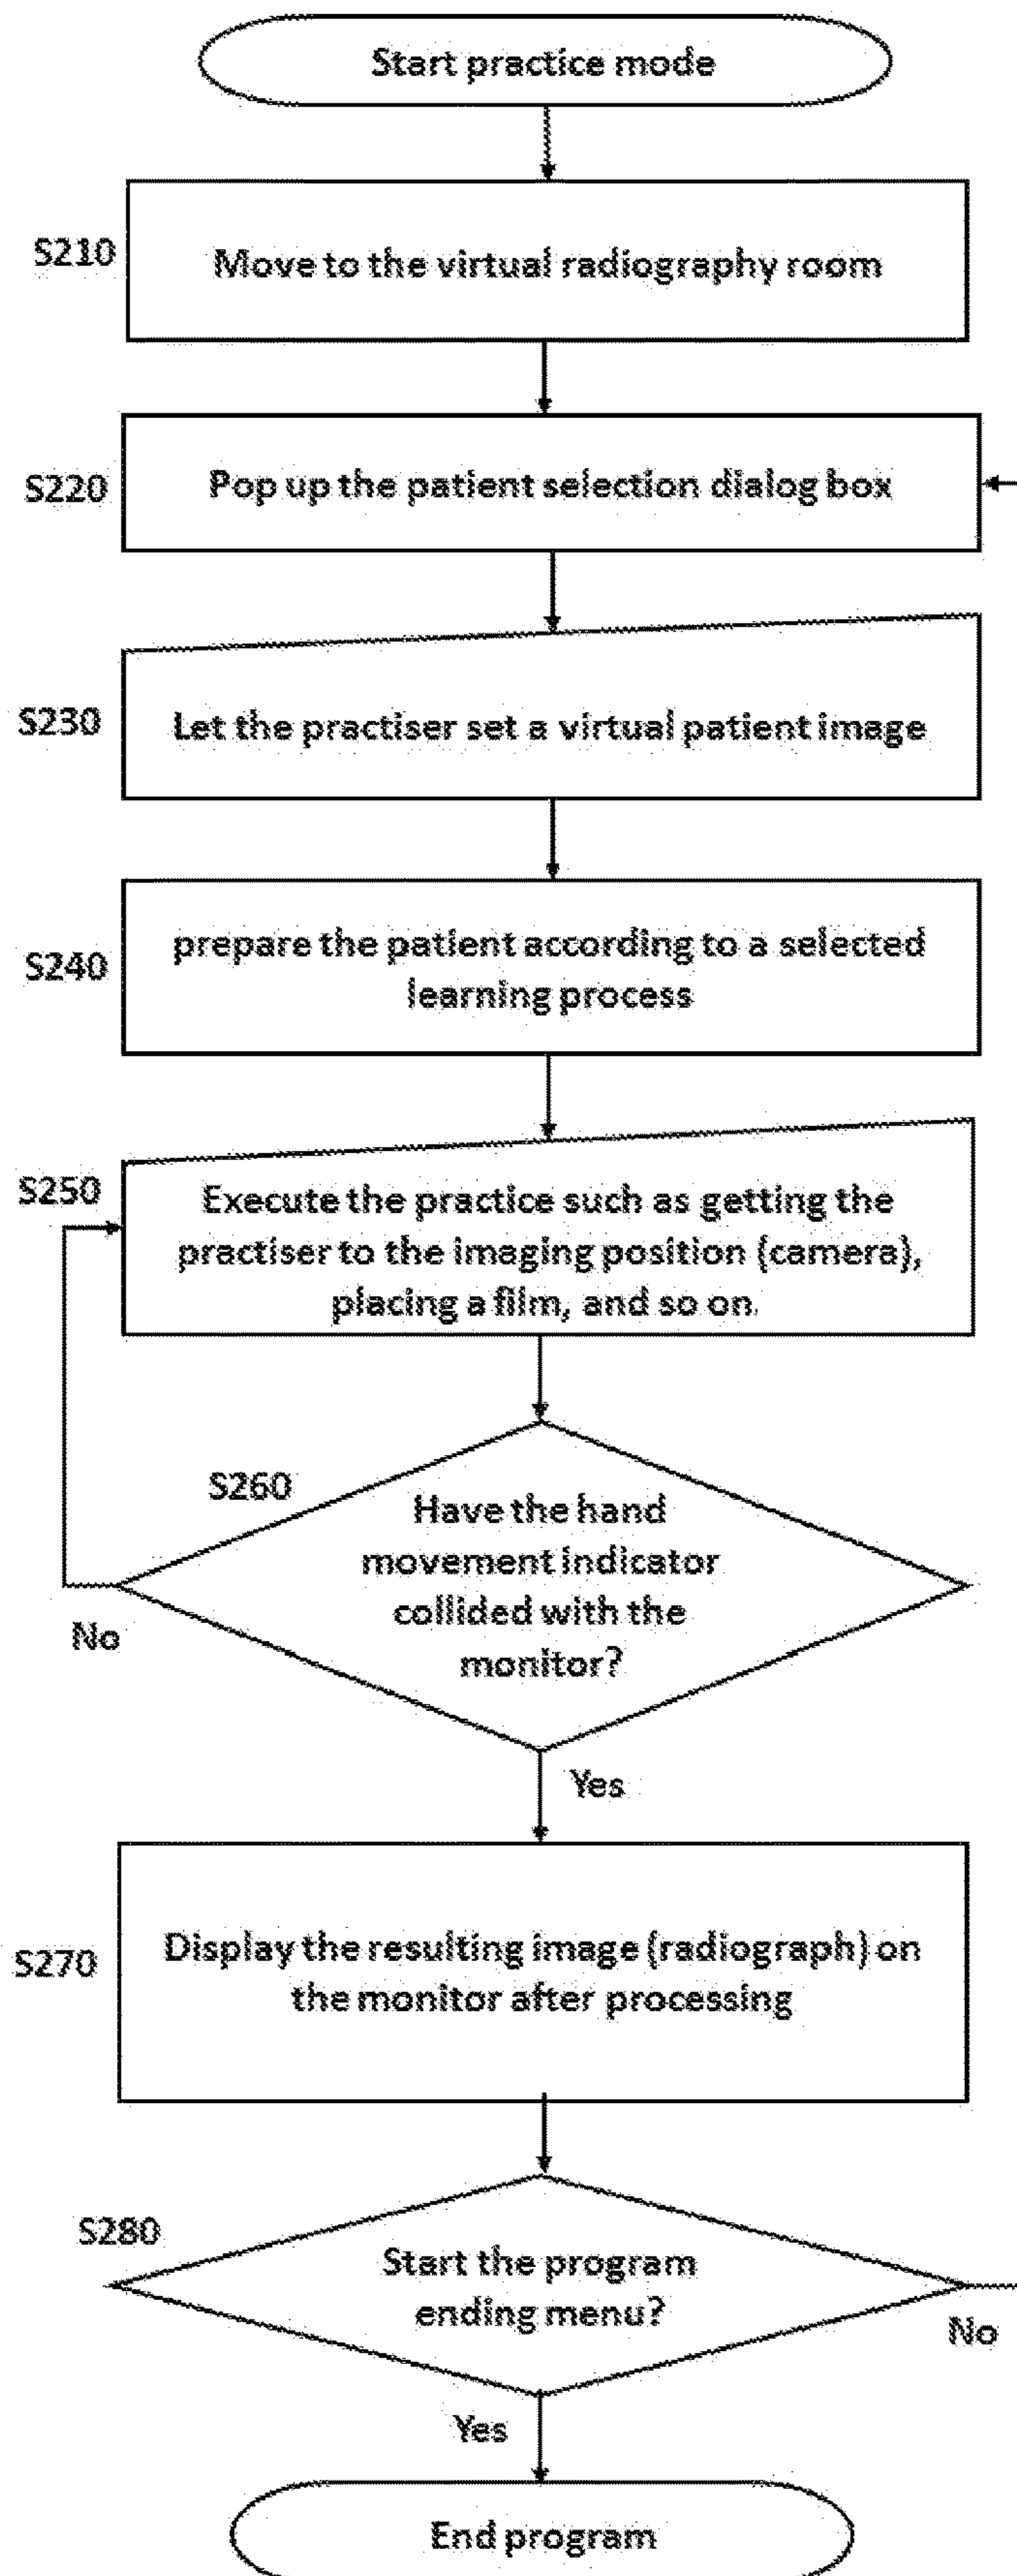 Start practice mode
S210
Move to the virtual radiography room
S220
Pop up the patient selection dialog box
S230
Let the practiser set a virtual patient image
S240
prepare the patient according to a selected
learning process
S250
Execute the practice such as getting the
practiser to the imaging position (camera),
placing a film, and so on.
S260
Have the hand
movement indicator
collided with the
monitor?
No
Yes
S270
Display the resulting image (radiograph) on
the monitor after processing
S280
Start the program
ending menu?
No
Yes
End program